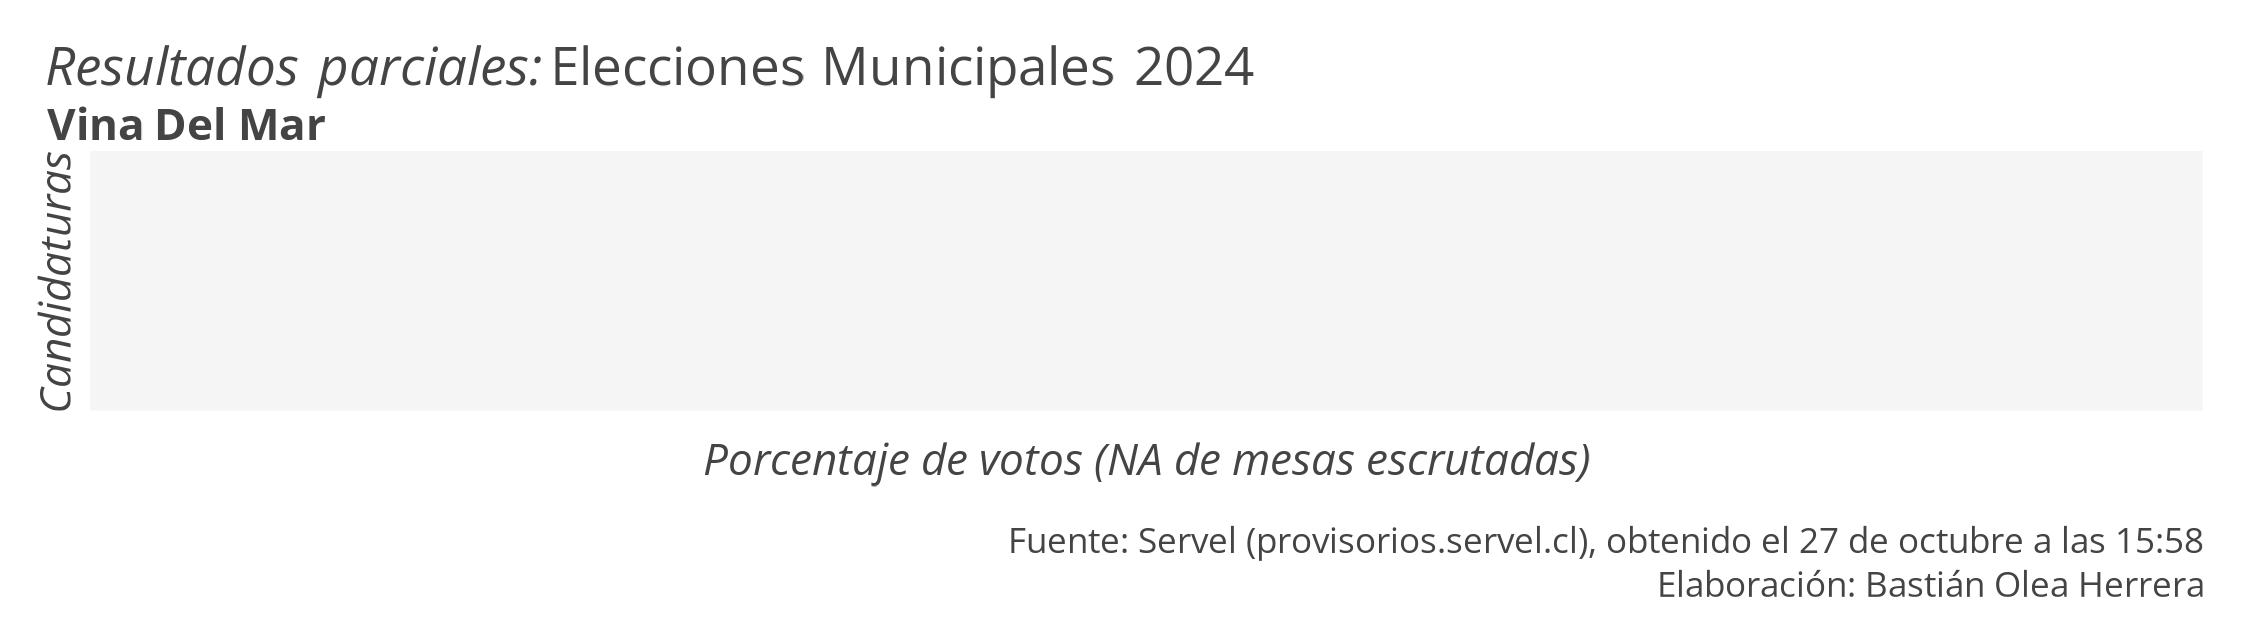 Resultados parciales: Elecciones Municipales 2024
Vina Del Mar
Candidaturas
Porcentaje de votos (NA de mesas escrutadas)
Fuente: Servel (provisorios.servel.cl), obtenido el 27 de octubre a las 15:58
Elaboración: Bastián Olea Herrera